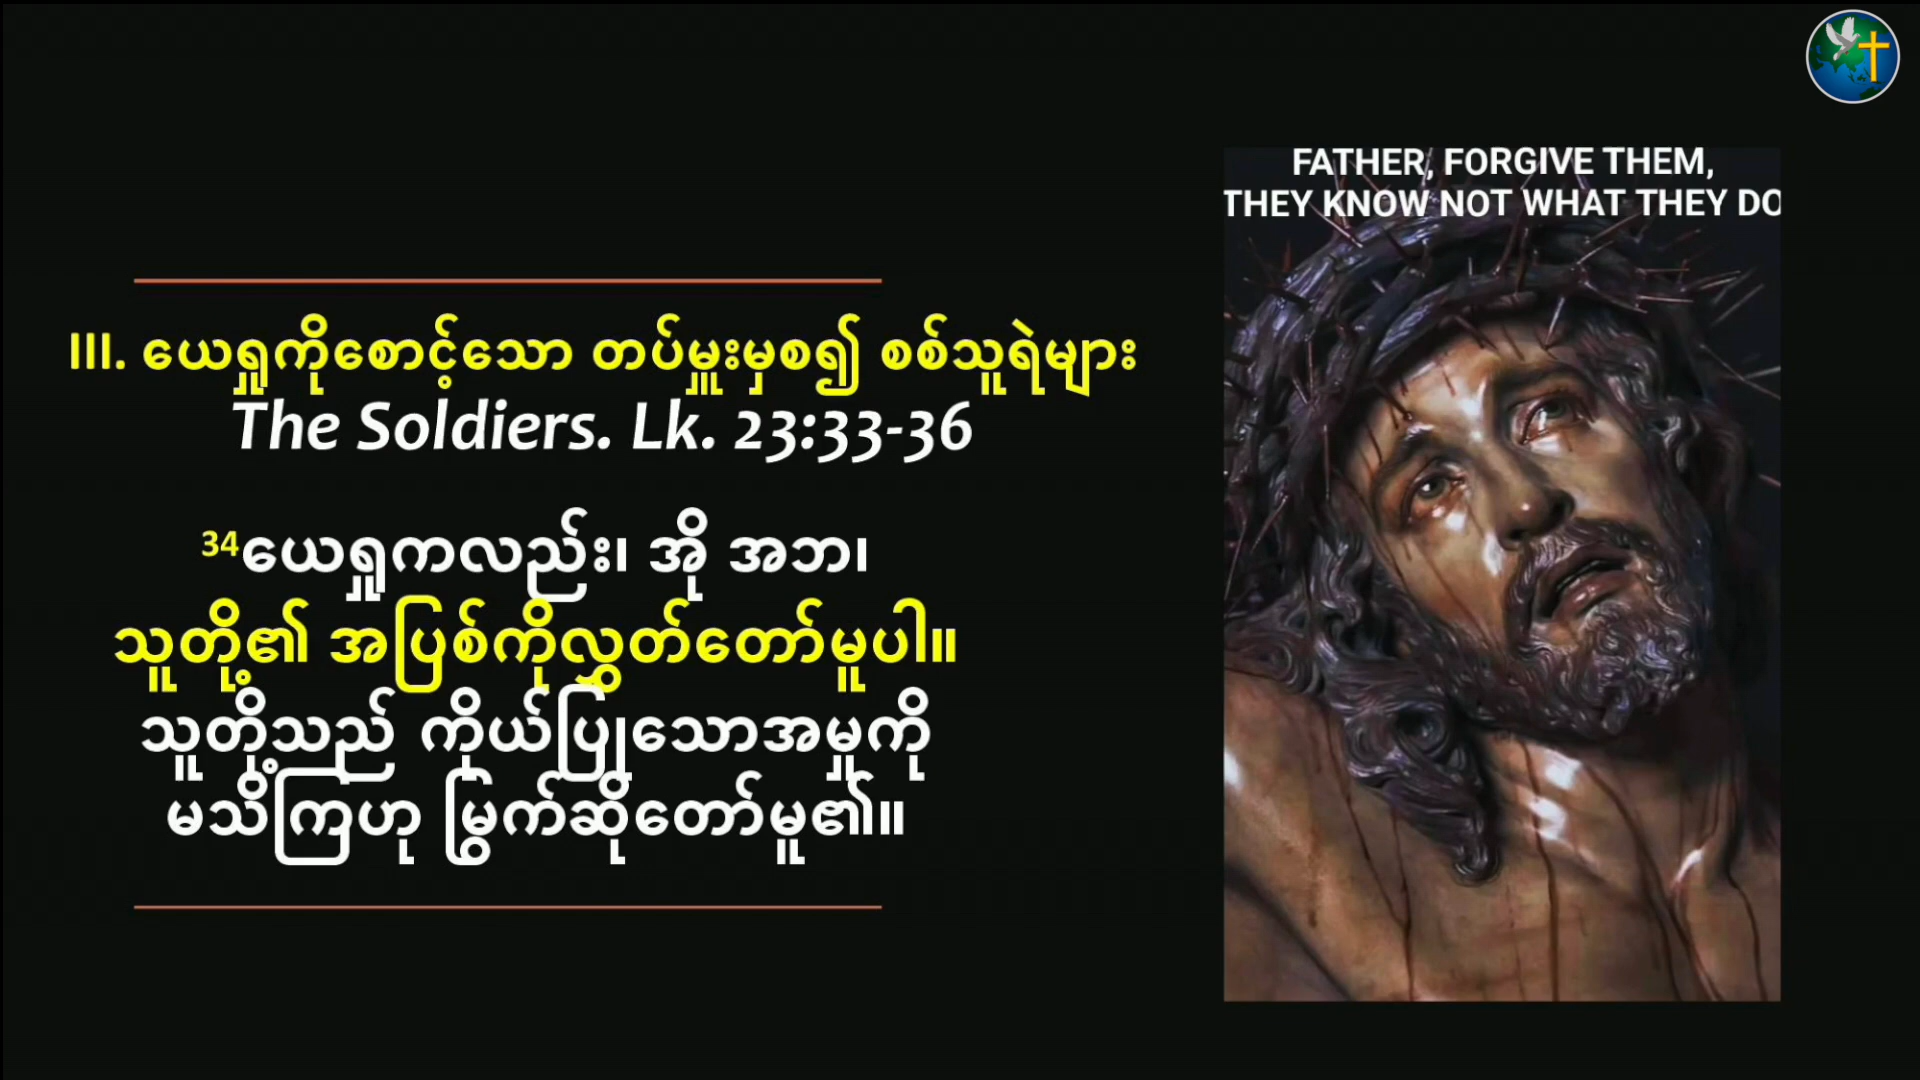 III. ယေရှုကိုစောင့်သော တပ်မှူးမှစ၍ စစ်သူရဲများ
The Soldiers. Lk. 23:33-36
34ယေရှုကလည်း၊ အို အဘ၊
သူတို့၏ အပြစ်ကိုလွှတ်တော်မူပါ။
သူတို့သည် ကိုယ်ပြုသောအမှုကို
မသိကြဟု မြွက်ဆိုတော်မူ၏။
FATHER, FORGIVE THEM,
THEY KNOW NOT WHAT THEY DO